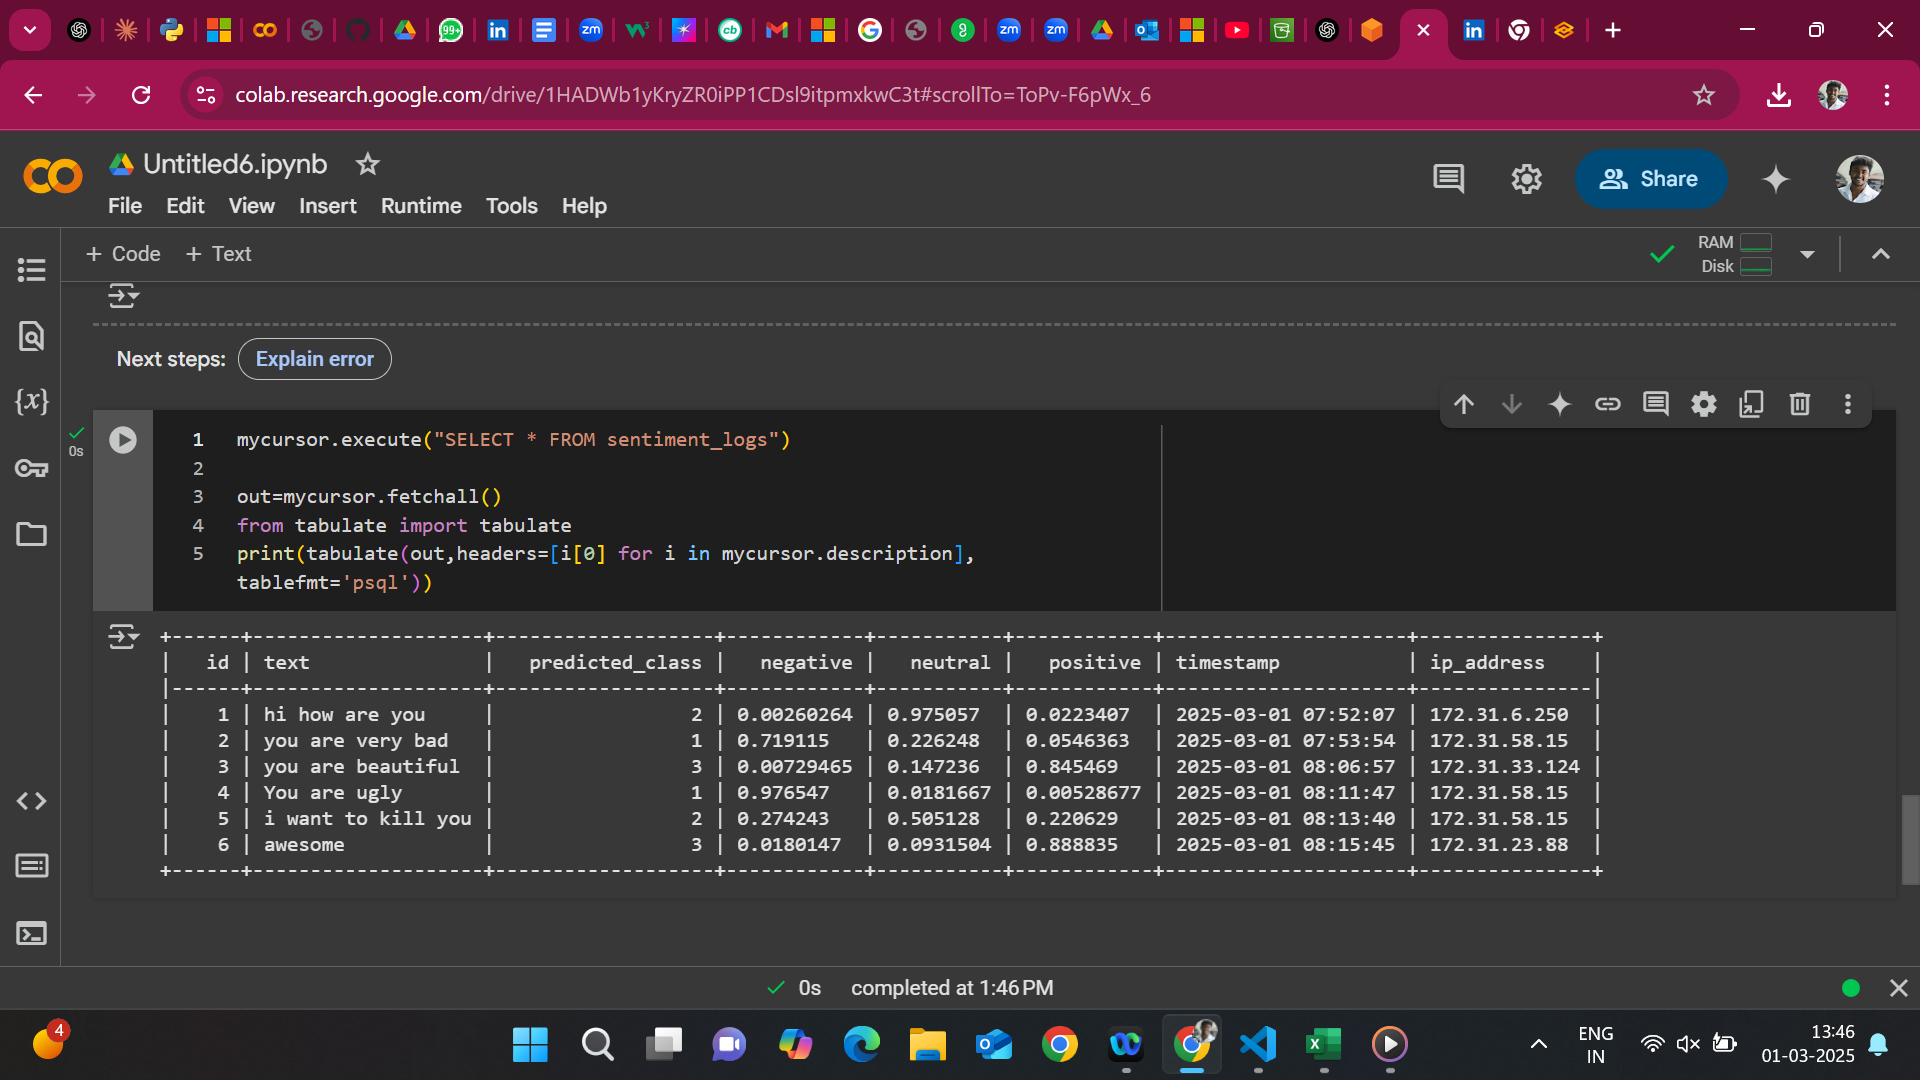 99+
colab.research.google.com/drive/1HADWb1yKryZR0iPP1CDsl9itpmxkwC3t#scrollTo=ToPv-F6pWx_6
CO Untitled6.ipynb
Share
File Edit View Insert Runtime Tools Help
+ Code + Text
RAM
Disk
Next steps: Explain error
{x}
0s
1 mycursor.execute("SELECT * FROM sentiment_logs")
2
3 out=mycursor.fetchall()
4 from tabulate import tabulate
5 print(tabulate(out,headers=[i[0] for i in mycursor.description],
tablefmt='psql'))
+------+--------------------+-------------------+------------+-----------+------------+---------------------+---------------+
| id | text | predicted_class | negative | neutral | positive | timestamp | ip_address |
|------+--------------------+-------------------+------------+-----------+------------+---------------------+---------------|
| 1 | hi how are you | 2 | 0.00260264 | 0.975057 | 0.0223407 | 2025-03-01 07:52:07 | 172.31.6.250 |
| 2 | you are very bad | 1 | 0.719115 | 0.226248 | 0.0546363 | 2025-03-01 07:53:54 | 172.31.58.15 |
| 3 | you are beautiful | 3 | 0.00729465 | 0.147236 | 0.845469 | 2025-03-01 08:06:57 | 172.31.33.124 |
| 4 | You are ugly | 1 | 0.976547 | 0.0181667 | 0.00528677 | 2025-03-01 08:11:47 | 172.31.58.15 |
| 5 | i want to kill you | 2 | 0.274243 | 0.505128 | 0.220629 | 2025-03-01 08:13:40 | 172.31.58.15 |
| 6 | awesome | 3 | 0.0180147 | 0.0931504 | 0.888835 | 2025-03-01 08:15:45 | 172.31.23.88 |
+------+--------------------+-------------------+------------+-----------+------------+---------------------+---------------+
0s completed at 1:46 PM
4
ENG
IN
13:46
01-03-2025